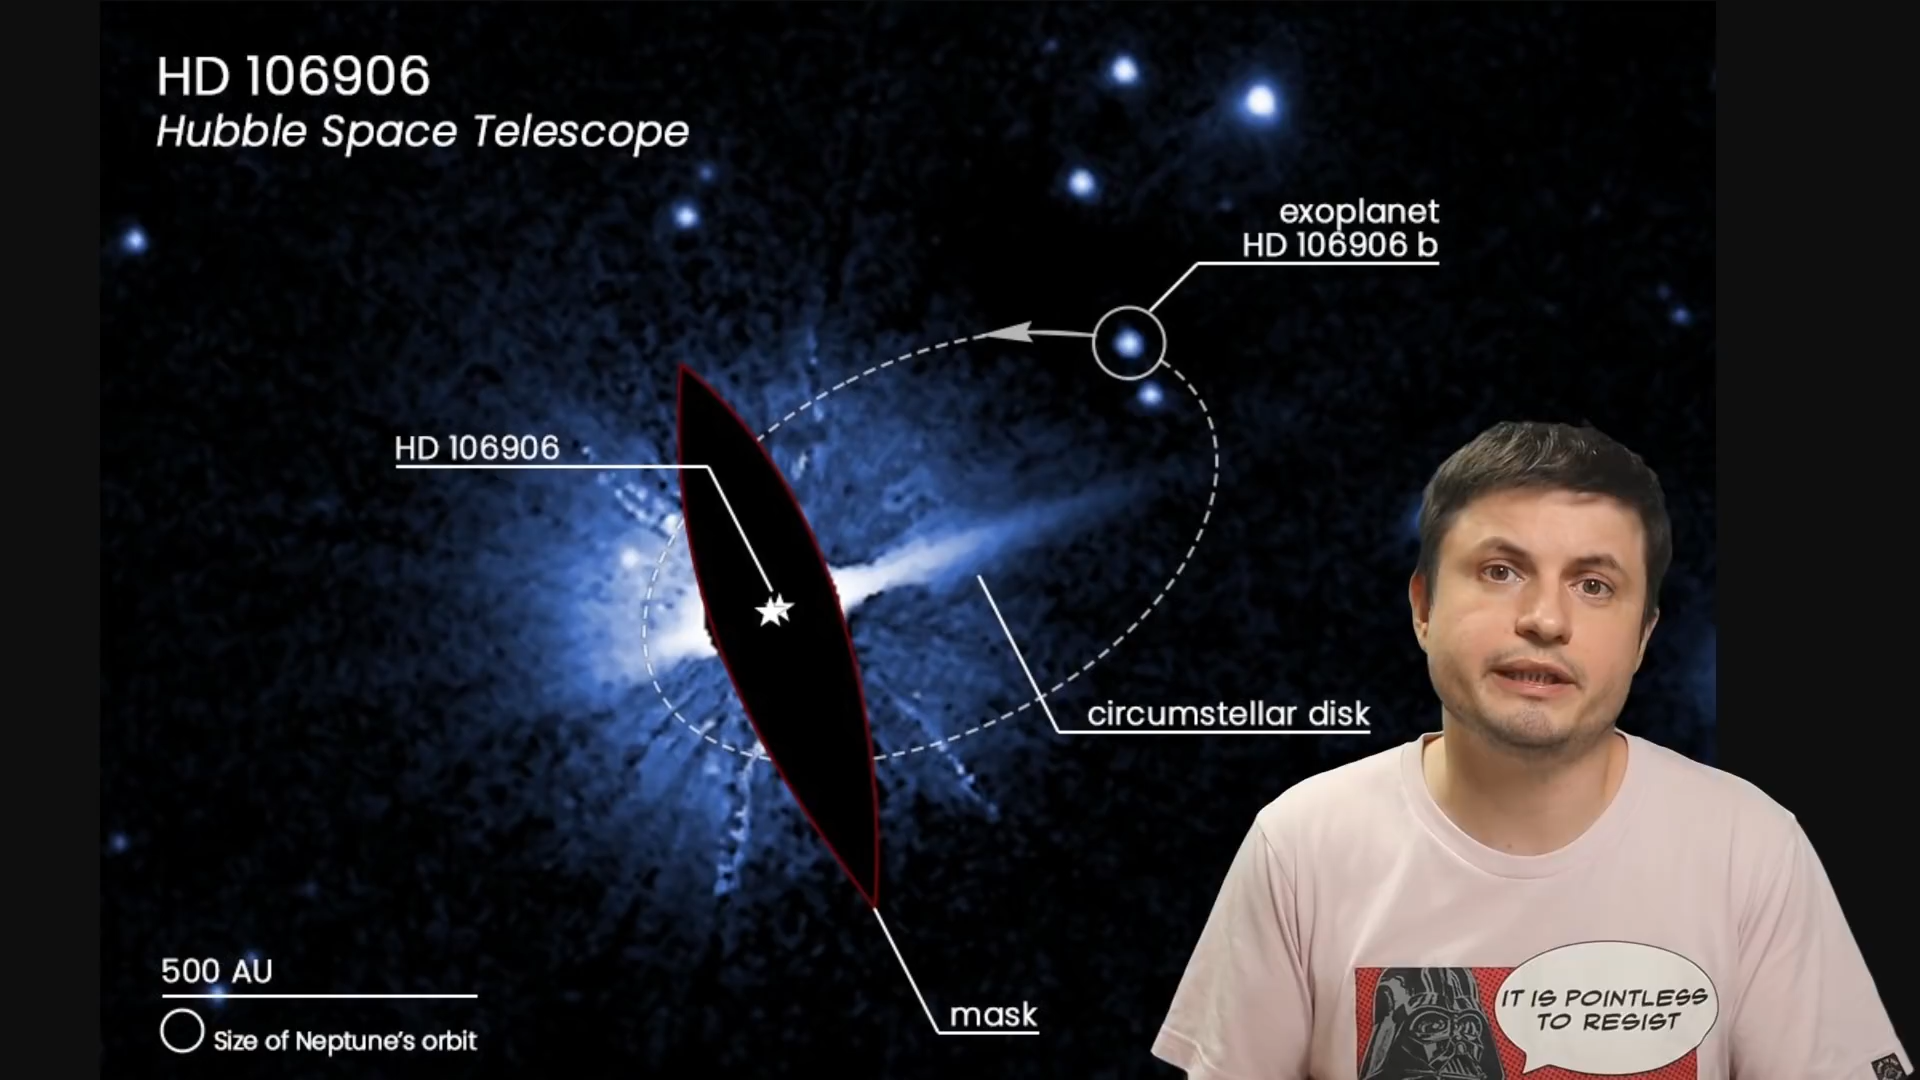 HD 106906
Hubble Space Telescope
exoplanet
HD 106906 b
HD 106906
circumstellar disk
500 AU
Size of Neptune's orbit
mask
IT IS POINTLESS
TO RESIST